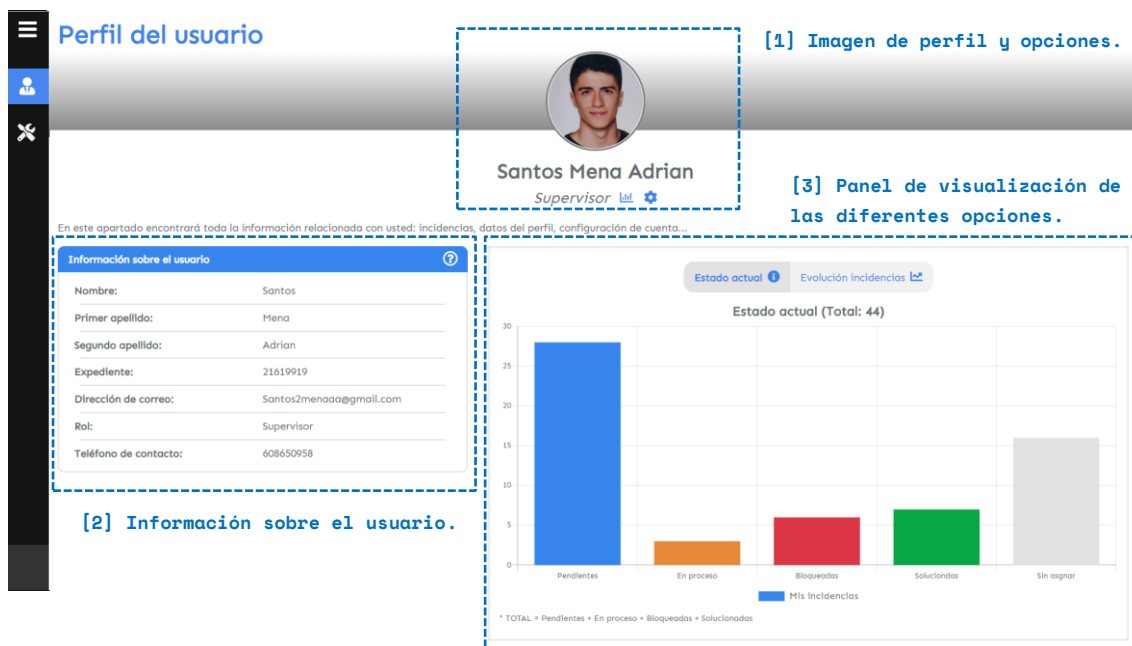 Perfil del usuario
[1] Imagen de perfil y opciones.
Santos Mena Adrian
Supervisor
[3] Panel de visualización de
las diferentes opciones.
En este apartado encontrará toda la información relacionada con usted: incidencias, datos del perfil, configuración de cuenta...
Información sobre el usuario
Nombre: Santos
Primer apellido: Mena
Segundo apellido: Adrian
Expediente: 21619919
Dirección de correo: Santos2menaaa@gmail.com
Rol: Supervisor
Teléfono de contacto: 608650958
[2] Información sobre el usuario.
Estado actual Evolución incidencias
Estado actual (Total: 44)
30
25
20
15
10
5
0
Pendientes En proceso Bloqueadas Soluciondas Sin asgnar
Mis incidencias
* TOTAL = Pendientes + En proceso + Bloqueadas + Solucionadas